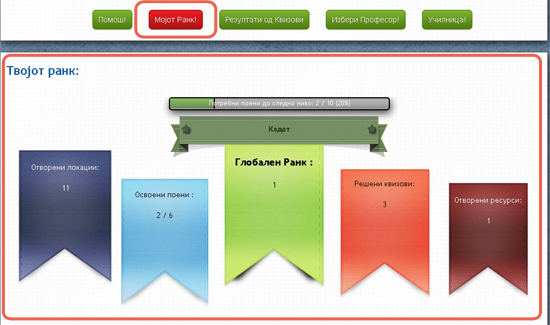 Помош!
Мојот Ранк!
Резултати од Квизови
Избери Професор!
Училница!
Твојот ранк:
Потребни поени до следно ниво: 2 / 10 (20%)
Кадет
Отворени локации:
11
Освоени поени :
2 / 6
Глобален Ранк :
1
Решени квизови:
3
Отворени ресурси:
1